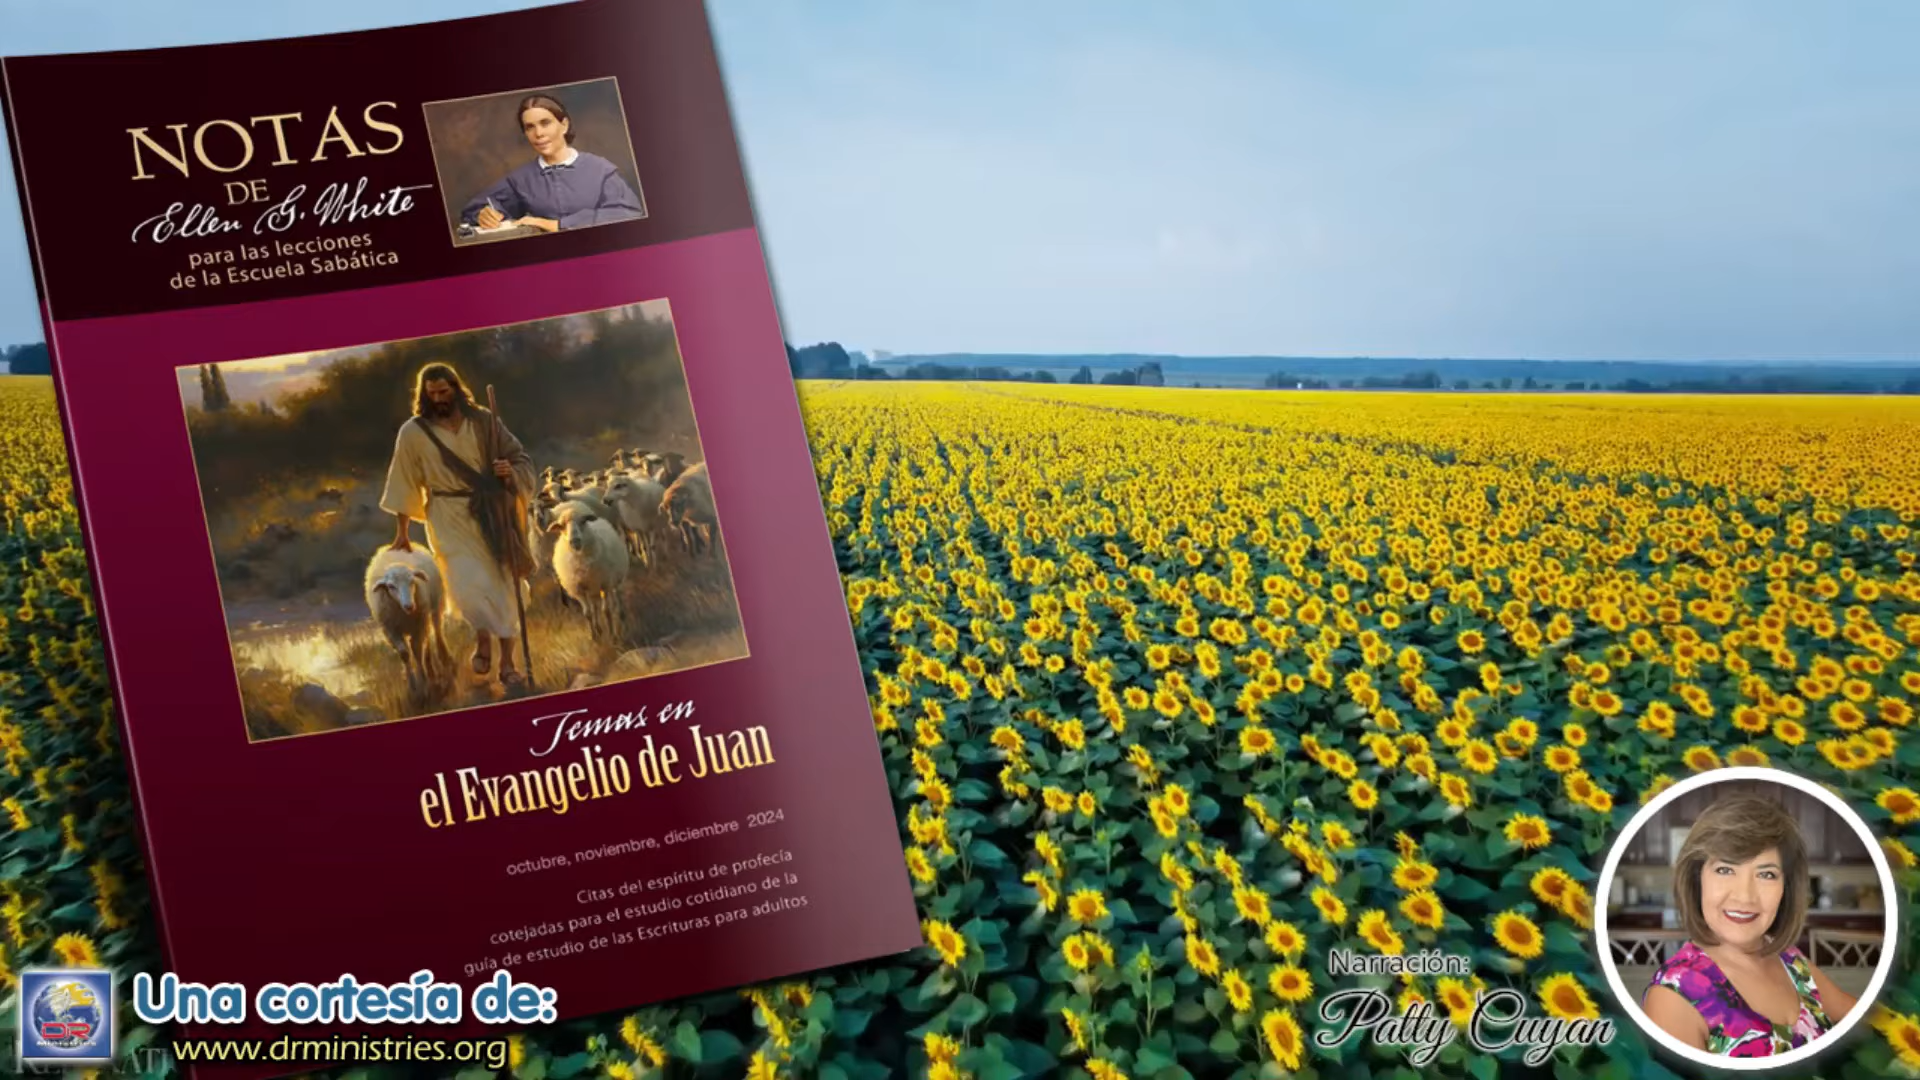 NOTAS
DE
Ellen G. White
para las lecciones
de la Escuela Sabática
Temas en
el Evangelio de Juan
octubre, noviembre, diciembre 2024
Citas del espíritu de profecía
cotejadas para el estudio cotidiano de la
guía de estudio de las Escrituras para adultos
DR
Ministries
Una cortesía de:
www.drministries.org
Narración:
Patty Cuyan